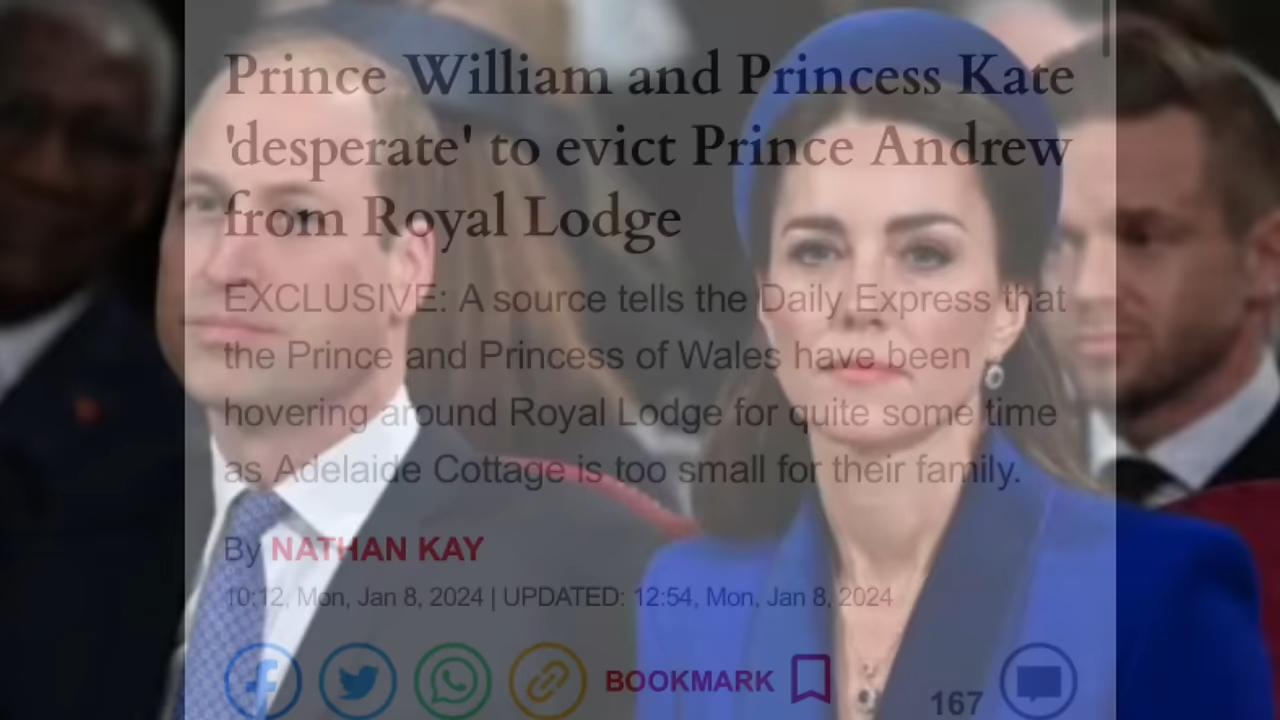 Prince William and Princess Kate
'desperate' to evict Prince Andrew
from Royal Lodge
EXCLUSIVE: A source tells the Daily Express that
the Prince and Princess of Wales have been
hovering around Royal Lodge for quite some time
as Adelaide Cottage is too small for their family.
By NATHAN KAY
10:12, Mon, Jan 8, 2024 | UPDATED: 12:54, Mon, Jan 8, 2024
BOOKMARK
167